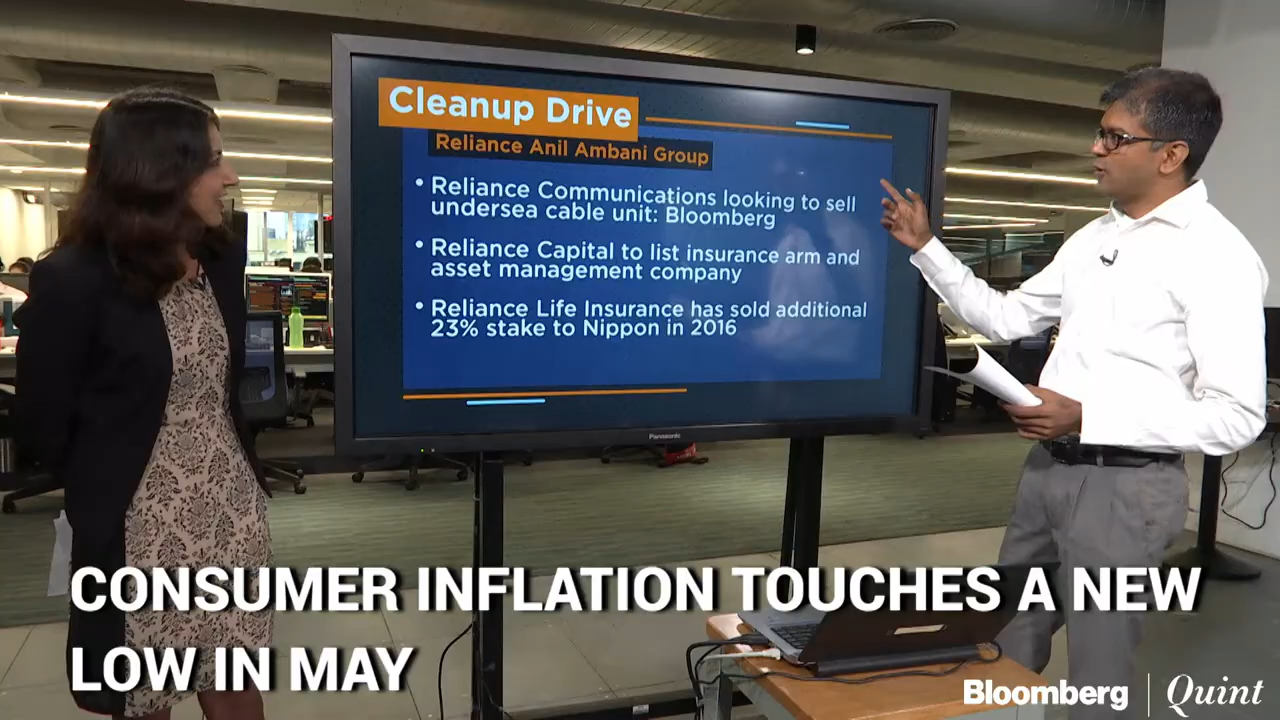 Cleanup Drive
Reliance Anil Ambani Group
• Reliance Communications looking to sell
undersea cable unit: Bloomberg
• Reliance Capital to list insurance arm and
asset management company
• Reliance Life Insurance has sold additional
23% stake to Nippon in 2016
Panasonic
CONSUMER INFLATION TOUCHES A NEW
LOW IN MAY
Bloomberg | Quint